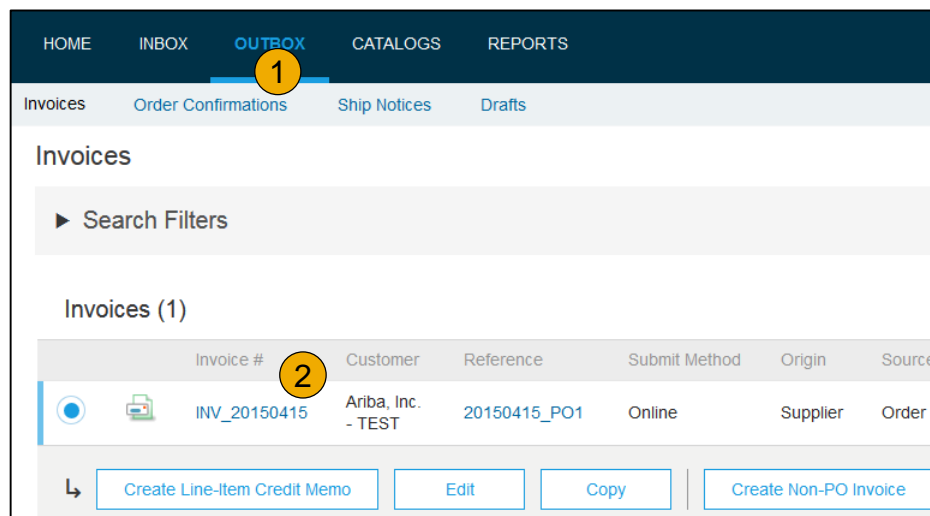 HOME INBOX OUTBOX CATALOGS REPORTS
1
Invoices Order Confirmations Ship Notices Drafts
Invoices
► Search Filters
Invoices (1)
Invoice # Customer Reference Submit Method Origin Source
2
INV_20150415 Ariba, Inc. - TEST 20150415_PO1 Online Supplier Order
Create Line-Item Credit Memo Edit Copy Create Non-PO Invoice